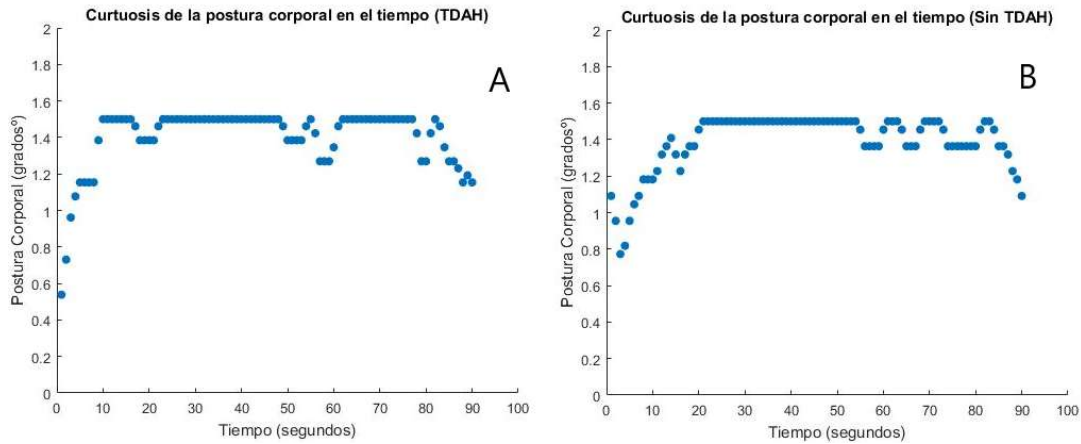 Curtuosis de la postura corporal en el tiempo (TDAH)
A
Postura Corporal (grados°)
2
1.8
1.6
1.4
1.2
1
0.8
0.6
0.4
0.2
0
0 10 20 30 40 50 60 70 80 90 100
Tiempo (segundos)
Curtuosis de la postura corporal en el tiempo (Sin TDAH)
B
Postura Corporal (grados°)
2
1.8
1.6
1.4
1.2
1
0.8
0.6
0.4
0.2
0
0 10 20 30 40 50 60 70 80 90 100
Tiempo (segundos)